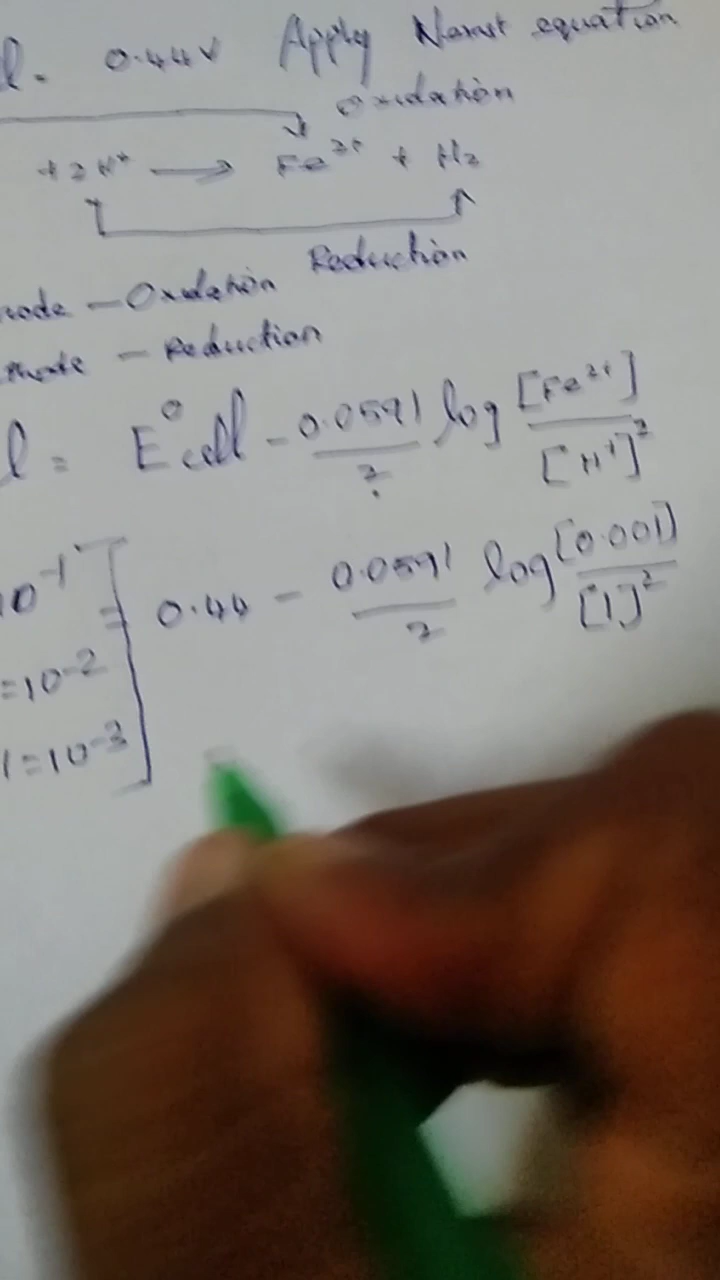 l. 0.44V Apply Nernst equation
Oxidation
+ 2H⁺ ⟶ Fe²⁺ + H₂
Reduction
node – Oxidation
thode – Reduction
l = E°cell – 0.0591/2 log [Fe²⁺]/[H⁺]²
10⁻¹] = 0.44 – 0.0591/2 log [0.001]/[1]²
=10⁻²
1=10⁻³